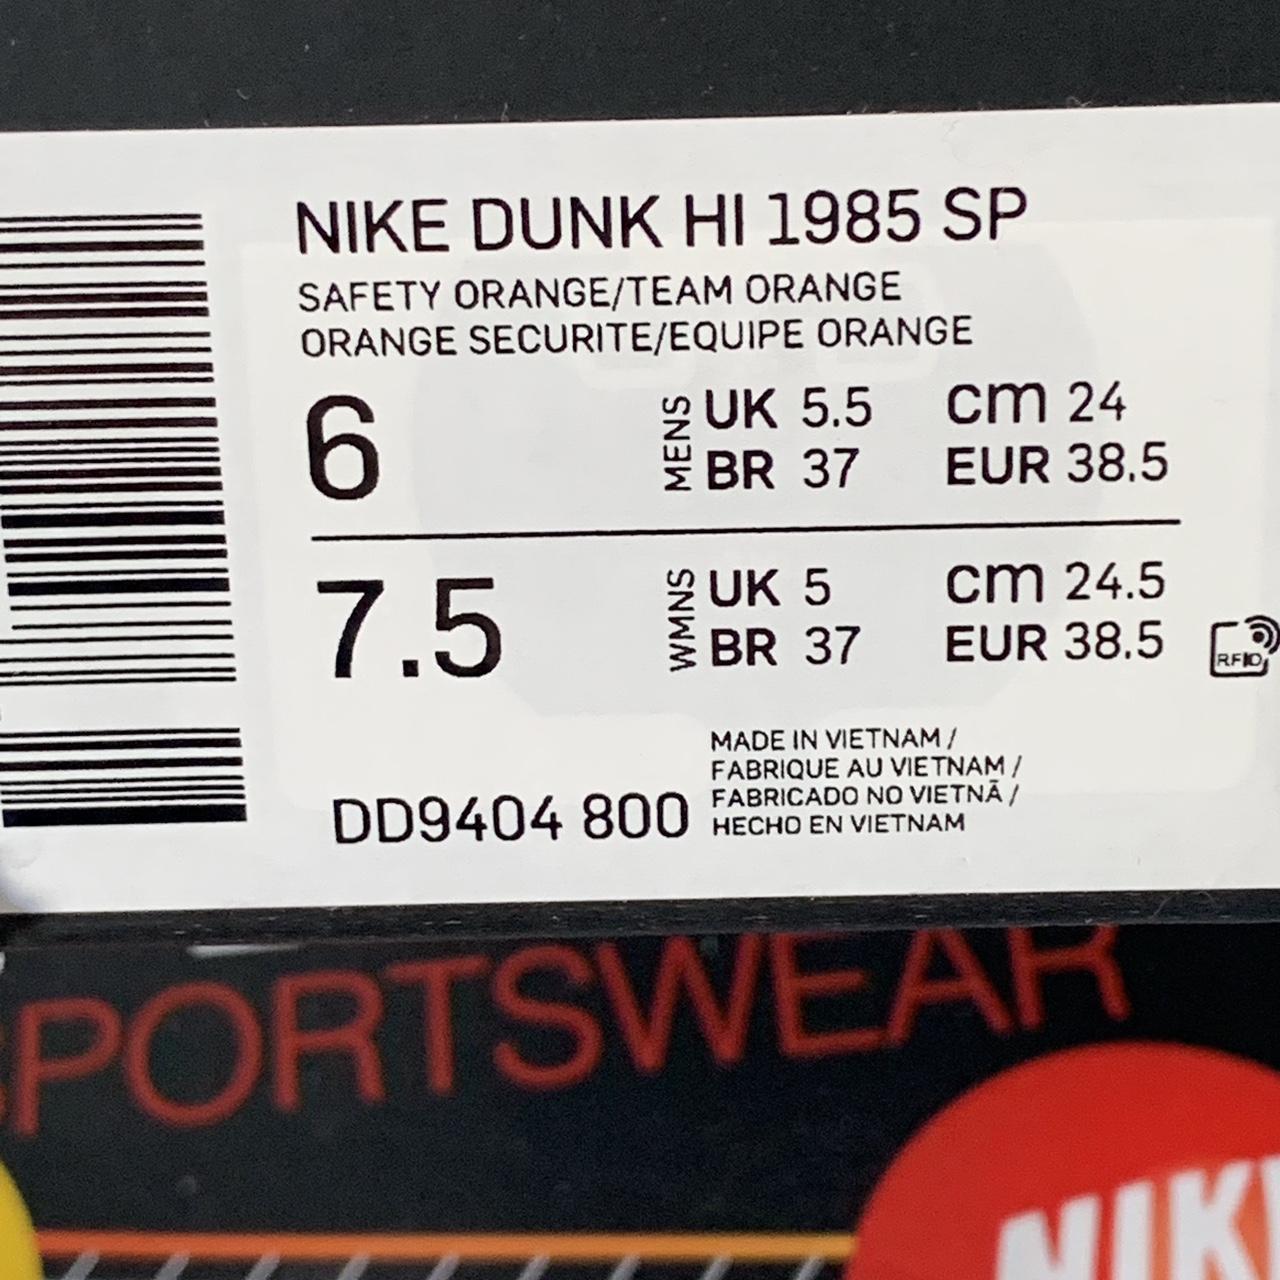 NIKE DUNK HI 1985 SP
SAFETY ORANGE/TEAM ORANGE
ORANGE SECURITE/EQUIPE ORANGE
6 MENS UK 5.5 cm 24
BR 37 EUR 38.5
7.5 WMNS UK 5 cm 24.5
BR 37 EUR 38.5
RFID
MADE IN VIETNAM /
FABRIQUE AU VIETNAM /
FABRICADO NO VIETNÃ /
HECHO EN VIETNAM
DD9404 800
SPORTSWEAR
NIKE